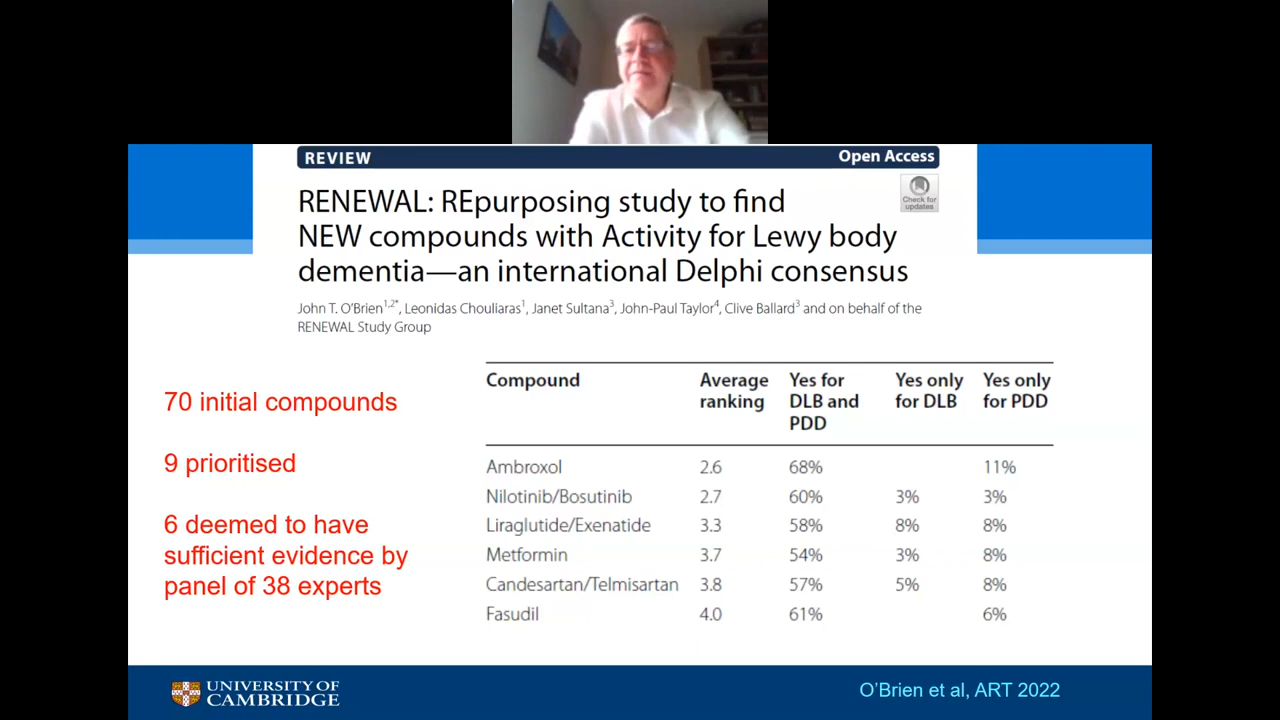 REVIEW
Open Access
RENEWAL: REpurposing study to find
NEW compounds with Activity for Lewy body
dementia—an international Delphi consensus
Check for
updates
John T. O'Brien1,2*, Leonidas Chouliaras1, Janet Sultana3, John-Paul Taylor4, Clive Ballard3 and on behalf of the
RENEWAL Study Group
70 initial compounds
9 prioritised
6 deemed to have
sufficient evidence by
panel of 38 experts
Compound Average ranking Yes for DLB and PDD Yes only for DLB Yes only for PDD
Ambroxol 2.6 68% 11%
Nilotinib/Bosutinib 2.7 60% 3% 3%
Liraglutide/Exenatide 3.3 58% 8% 8%
Metformin 3.7 54% 3% 8%
Candesartan/Telmisartan 3.8 57% 5% 8%
Fasudil 4.0 61% 6%
UNIVERSITY OF
CAMBRIDGE
O'Brien et al, ART 2022